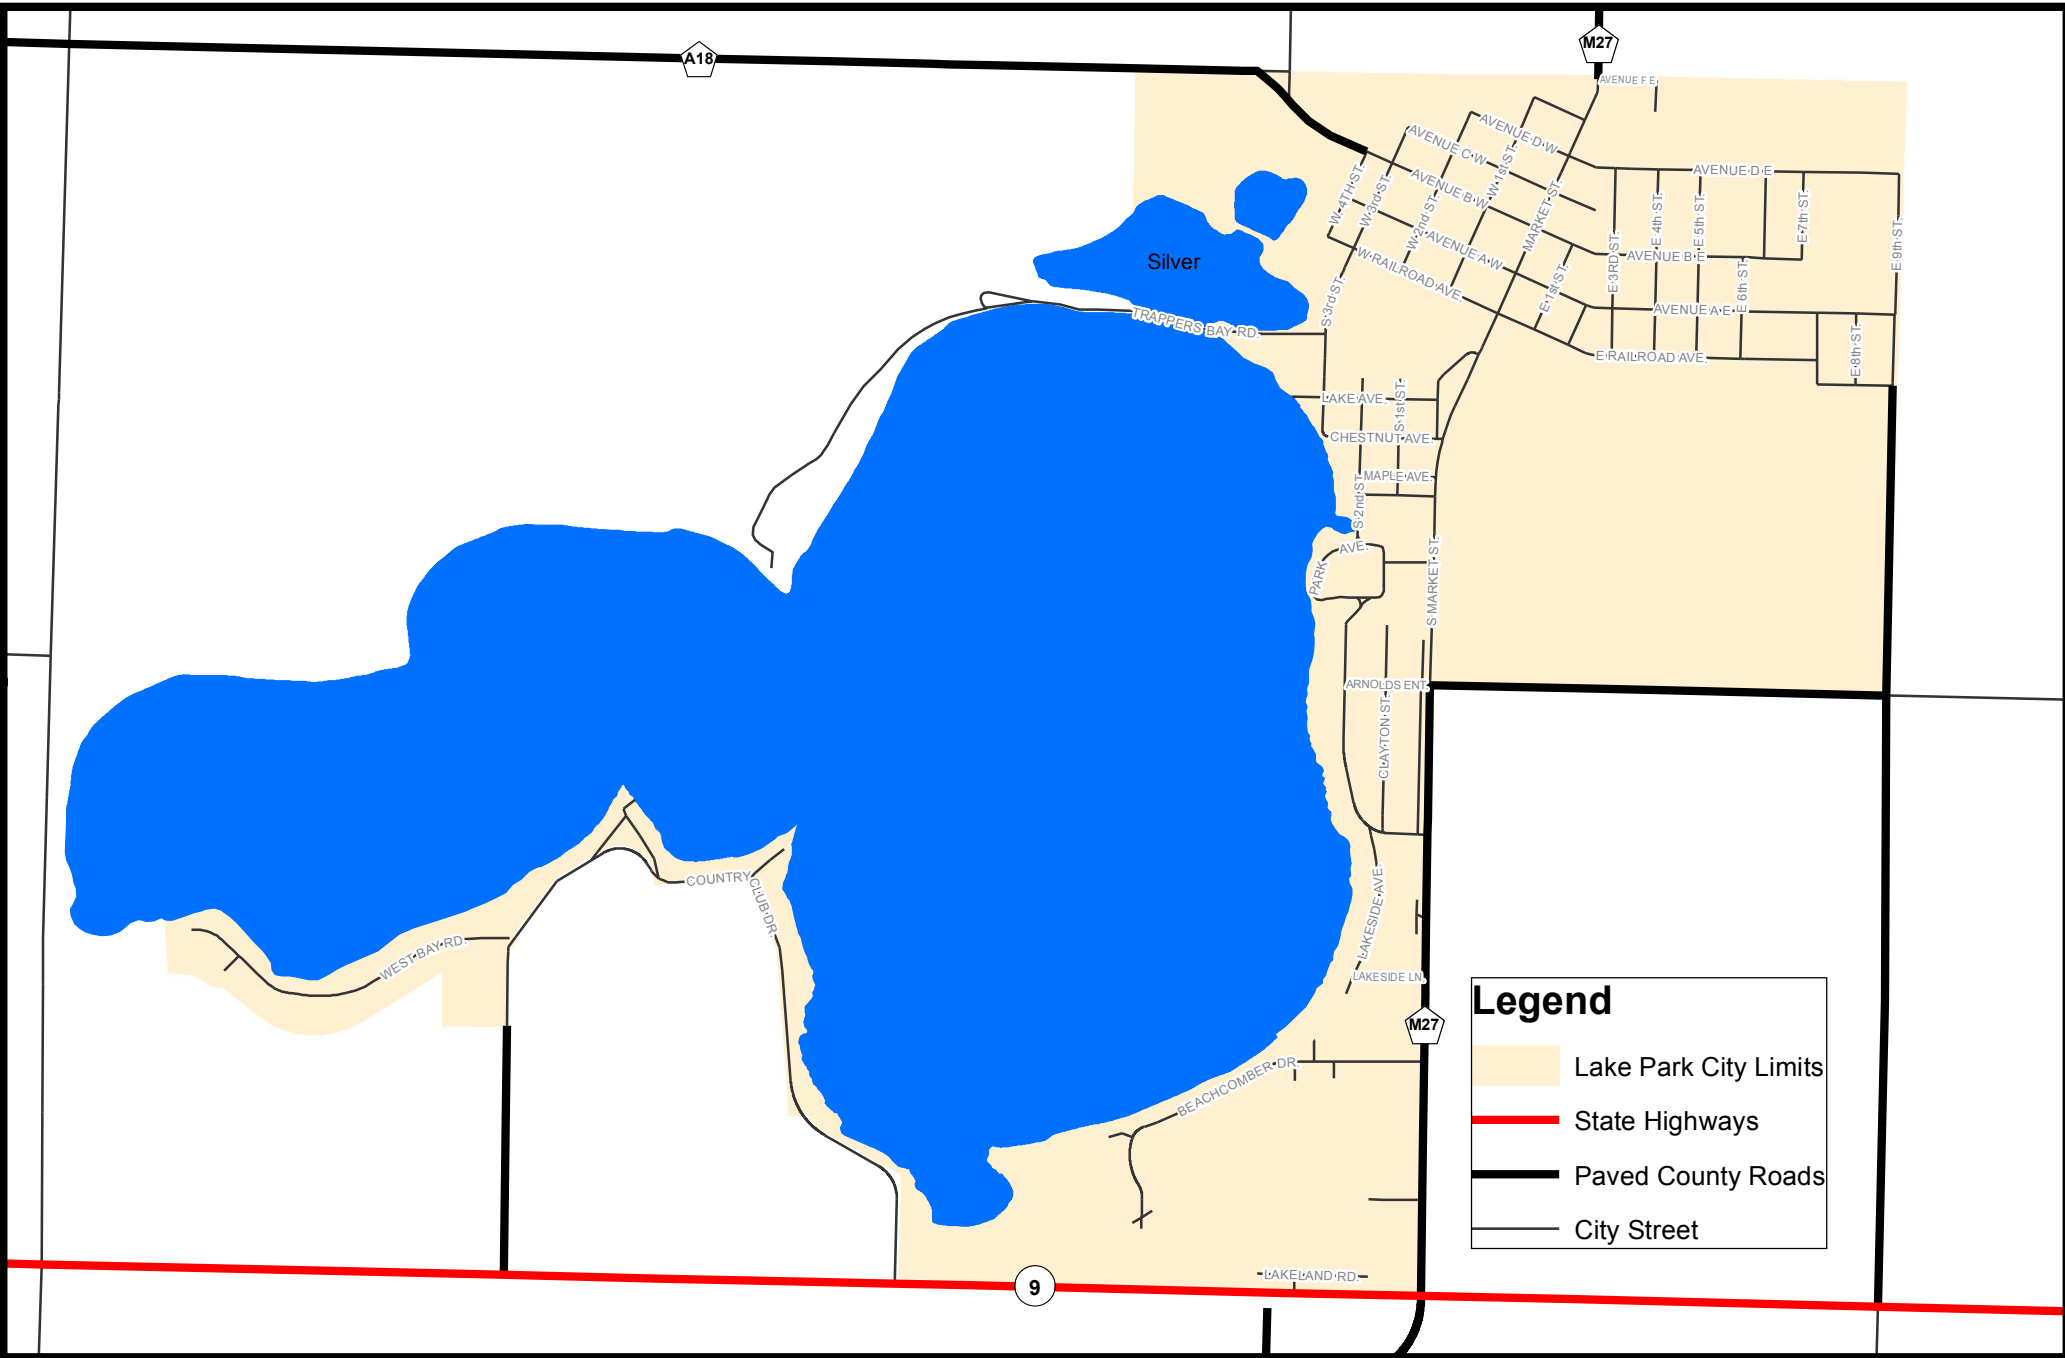 A18
M27
AVENUE F E
AVENUE D W
AVENUE C W
AVENUE B W
AVENUE A W
W RAILROAD AVE.
W. 4TH ST.
W. 3rd ST.
W. 2nd ST.
W. 1st ST.
MARKET ST.
E 1st ST.
AVENUE D E
E 3RD ST.
E 4th ST.
E 5th ST.
E 7th ST.
E 9th ST.
AVENUE B E
E 6th ST.
AVENUE A E
E RAILROAD AVE.
E 8th ST.
Silver
TRAPPERS BAY RD.
S 3rd ST.
LAKE AVE.
S 1st ST.
CHESTNUT AVE.
MAPLE AVE.
S 2nd ST.
PARK AVE.
S MARKET ST.
ARNOLDS ENT.
CLAYTON ST.
COUNTRY CLUB DR.
WEST BAY RD.
LAKESIDE AVE.
LAKESIDE LN.
M27
BEACHCOMBER DR.
LAKELAND RD.
9
Legend
Lake Park City Limits
State Highways
Paved County Roads
City Street